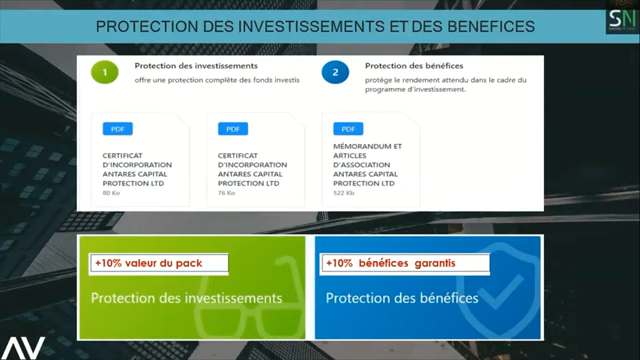 PROTECTION DES INVESTISSEMENTS ET DES BENEFICES
SN
1
Protection des investissements
offre une protection complète des fonds investis
2
Protection des bénéfices
protège le rendement attendu dans le cadre du
programme d'investissement.
PDF
CERTIFICAT
D'INCORPORATION
ANTARES CAPITAL
PROTECTION LTD
80 Ko
PDF
CERTIFICAT
D'INCORPORATION
ANTARES CAPITAL
PROTECTION LTD
76 Ko
PDF
MÉMORANDUM ET
ARTICLES
D'ASSOCIATION
ANTARES CAPITAL
PROTECTION LTD
522 Kb
+10% valeur du pack
Protection des investissements
+10% bénéfices garantis
Protection des bénéfices